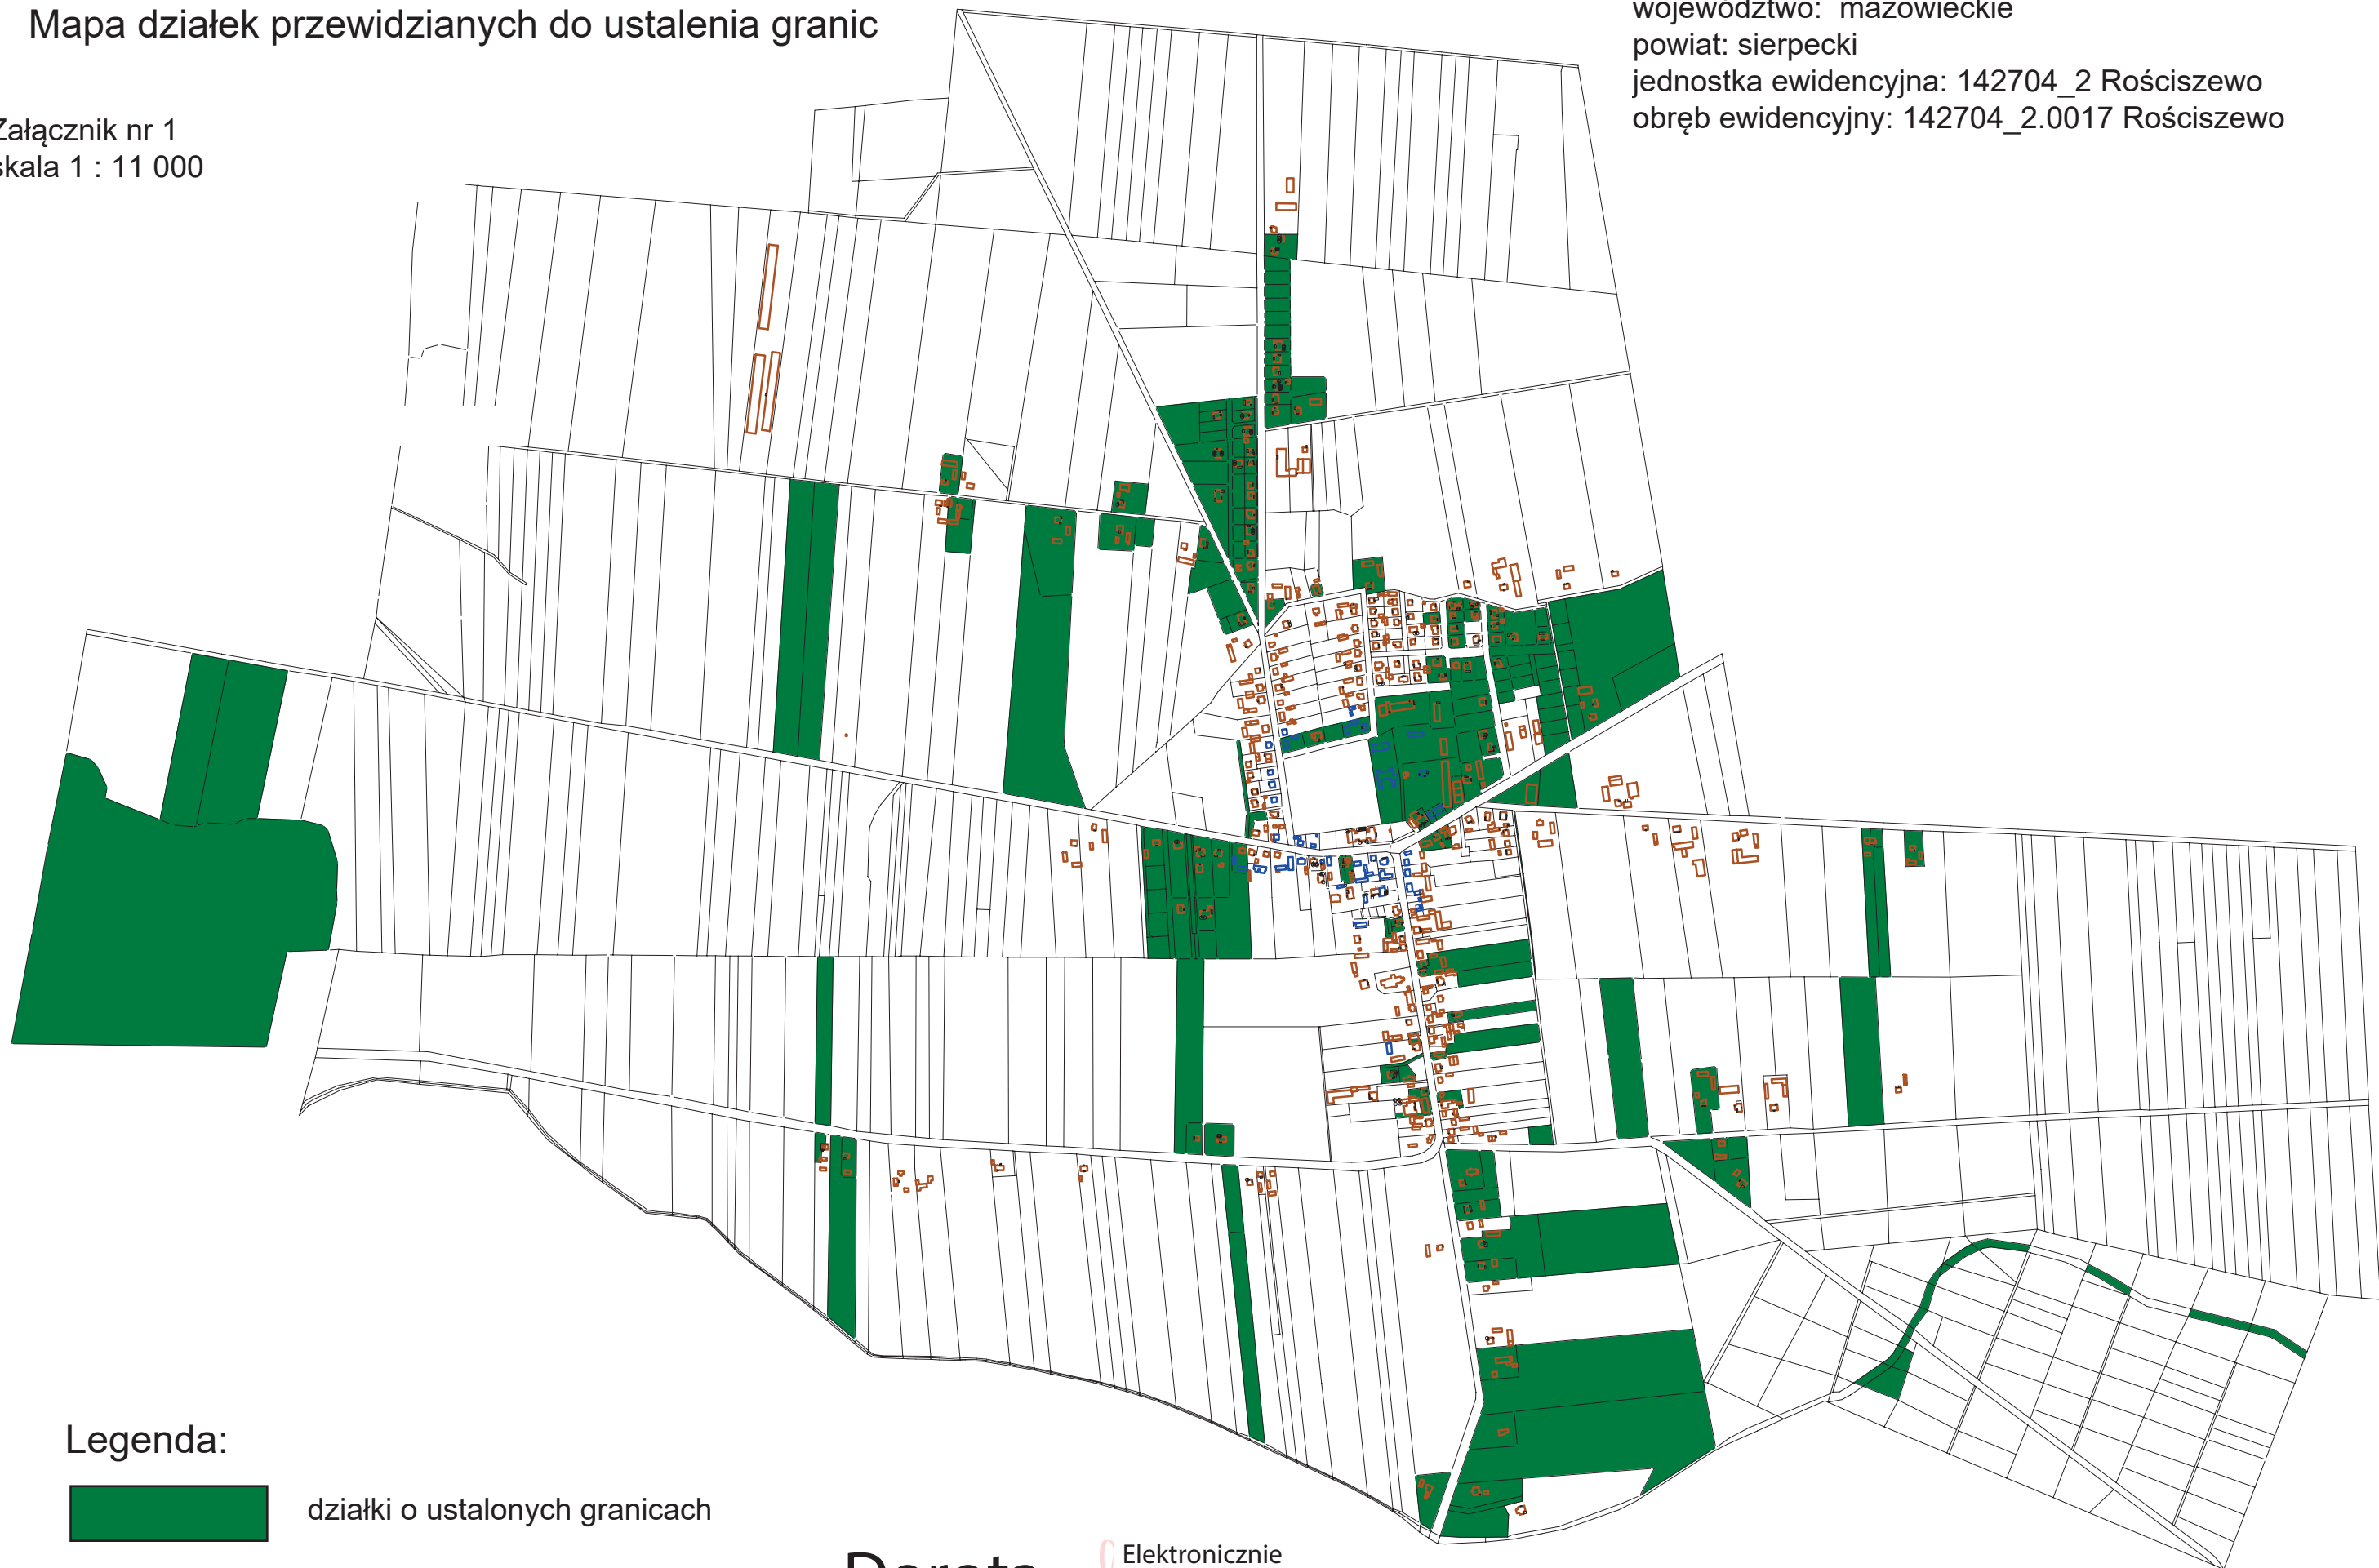 Mapa działek przewidzianych do ustalenia granic
Załącznik nr 1
skala 1 : 11 000
województwo: mazowieckie
powiat: sierpecki
jednostka ewidencyjna: 142704_2 Rościszewo
obręb ewidencyjny: 142704_2.0017 Rościszewo
Legenda:
działki o ustalonych granicach
Dorota
Elektronicznie